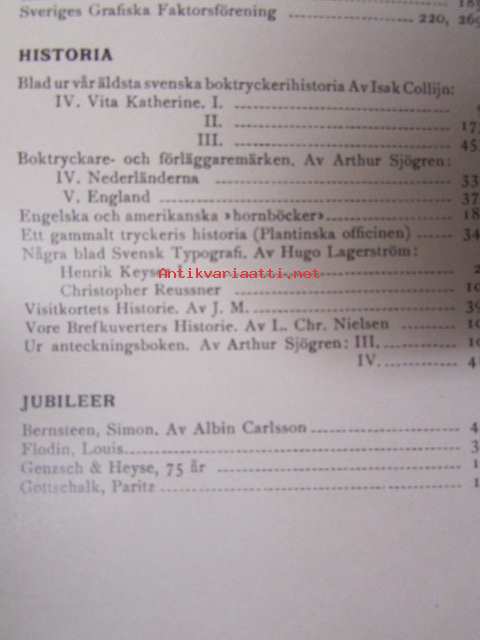 Sveriges Grafiska Faktorsförening 220, 269
HISTORIA
Blad ur vår äldsta svenska boktryckerihistoria Av Isak Collijn:
IV. Vita Katherine. I.
II. 17
III. 45
Boktryckare- och förläggaremärken. Av Arthur Sjögren:
IV. Nederländerna 33
V. England 37
Engelska och amerikanska »hornböcker» 18
Ett gammalt tryckeris historia (Plantinska officinen) 34
Några blad Svensk Typografi. Av Hugo Lagerström:
Henrik Keyser
Antikvariaatti.net
Christopher Reussner 10
Visitkortets Historie. Av J. M. 39
Vore Brefkuverters Historie. Av L. Chr. Nielsen 10
Ur anteckningsboken. Av Arthur Sjögren: III. 10
IV. 4
JUBILEER
Bernsteen, Simon. Av Albin Carlsson 4
Flodin, Louis 3
Genzsch & Heyse, 75 år 1
Gottschalk, Paritz 1